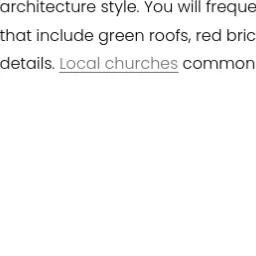 architecture style. You will freque
that include green roofs, red bric
details. Local churches common